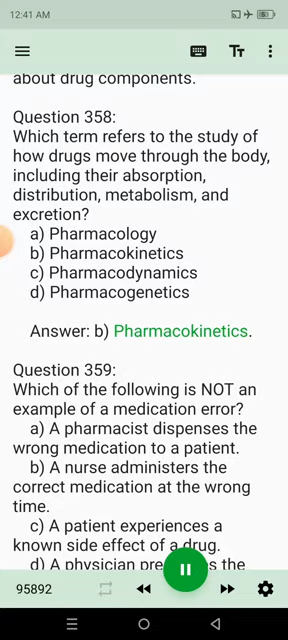 12:41 AM
about drug components.
Question 358:
Which term refers to the study of
how drugs move through the body,
including their absorption,
distribution, metabolism, and
excretion?
a) Pharmacology
b) Pharmacokinetics
c) Pharmacodynamics
d) Pharmacogenetics
Answer: b) Pharmacokinetics.
Question 359:
Which of the following is NOT an
example of a medication error?
a) A pharmacist dispenses the
wrong medication to a patient.
b) A nurse administers the
correct medication at the wrong
time.
c) A patient experiences a
known side effect of a drug.
d) A physician the
95892